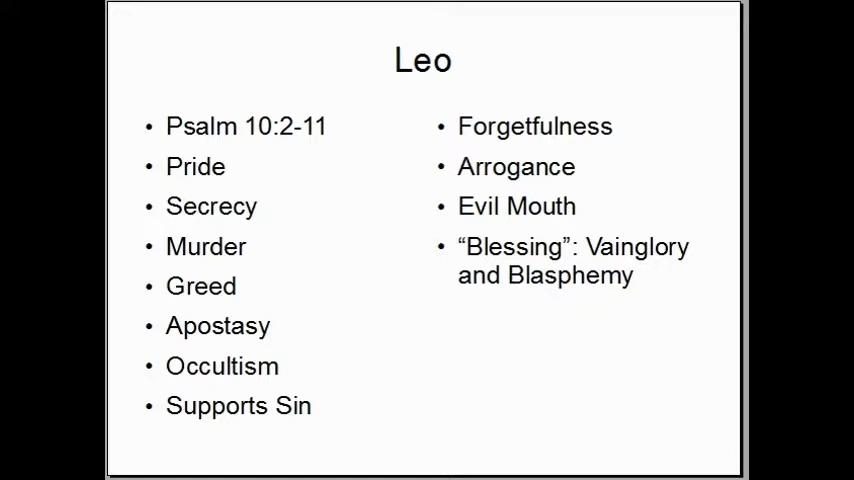 Leo
• Psalm 10:2-11
• Pride
• Secrecy
• Murder
• Greed
• Apostasy
• Occultism
• Supports Sin
• Forgetfulness
• Arrogance
• Evil Mouth
• “Blessing”: Vainglory
and Blasphemy